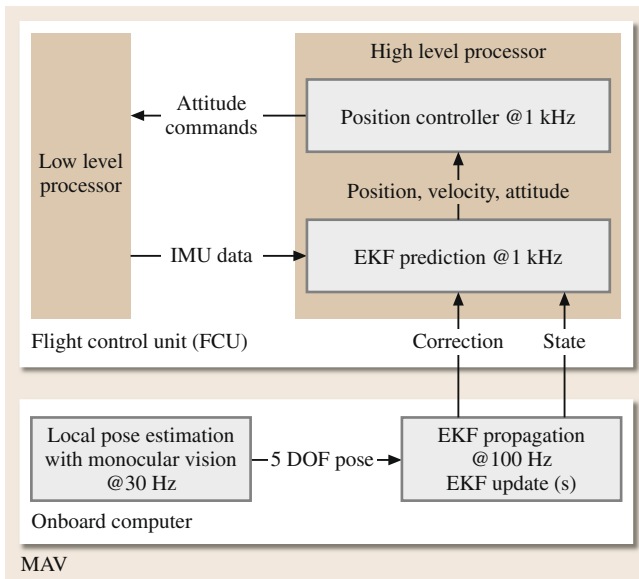 High level processor
Attitude
commands
Position controller @1 kHz
Low level
processor
Position, velocity, attitude
IMU data
EKF prediction @1 kHz
Flight control unit (FCU)
Correction
State
Local pose estimation
with monocular vision
@30 Hz
5 DOF pose
EKF propagation
@100 Hz
EKF update (s)
Onboard computer
MAV